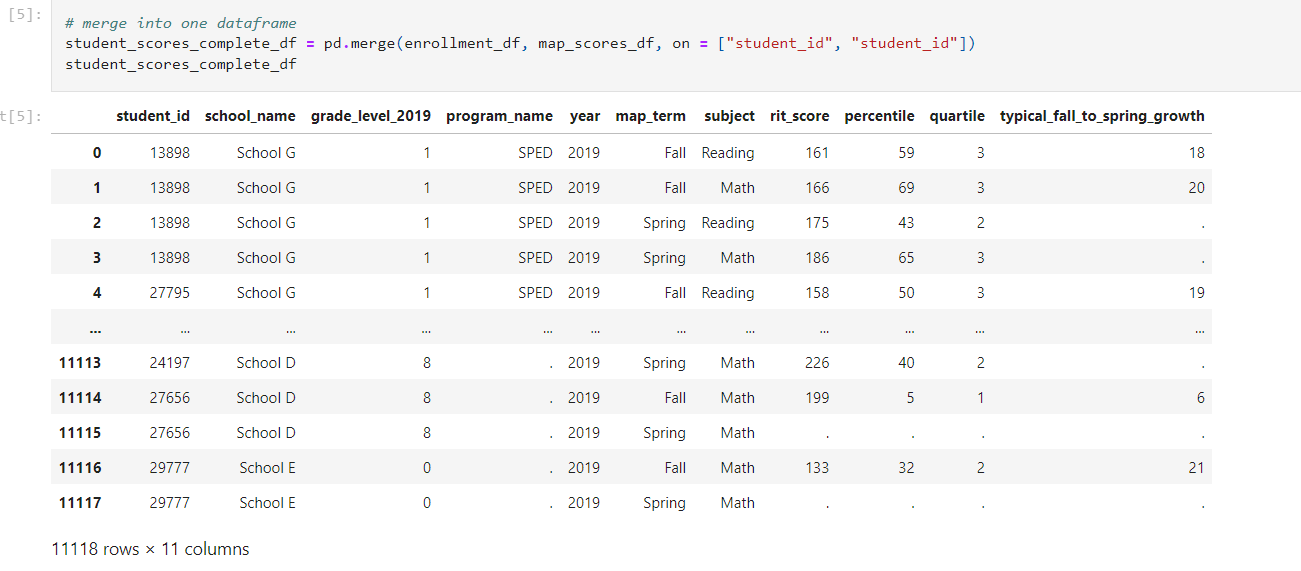 [5]:
# merge into one dataframe
student_scores_complete_df = pd.merge(enrollment_df, map_scores_df, on = ["student_id", "student_id"])
student_scores_complete_df
t[5]:
student_id school_name grade_level_2019 program_name year map_term subject rit_score percentile quartile typical_fall_to_spring_growth
0 13898 School G 1 SPED 2019 Fall Reading 161 59 3 18
1 13898 School G 1 SPED 2019 Fall Math 166 69 3 20
2 13898 School G 1 SPED 2019 Spring Reading 175 43 2 .
3 13898 School G 1 SPED 2019 Spring Math 186 65 3 .
4 27795 School G 1 SPED 2019 Fall Reading 158 50 3 19
... ... ... ... ... ... ... ... ... ... ... ...
11113 24197 School D 8 . 2019 Spring Math 226 40 2 .
11114 27656 School D 8 . 2019 Fall Math 199 5 1 6
11115 27656 School D 8 . 2019 Spring Math . . . .
11116 29777 School E 0 . 2019 Fall Math 133 32 2 21
11117 29777 School E 0 . 2019 Spring Math . . . .
11118 rows × 11 columns